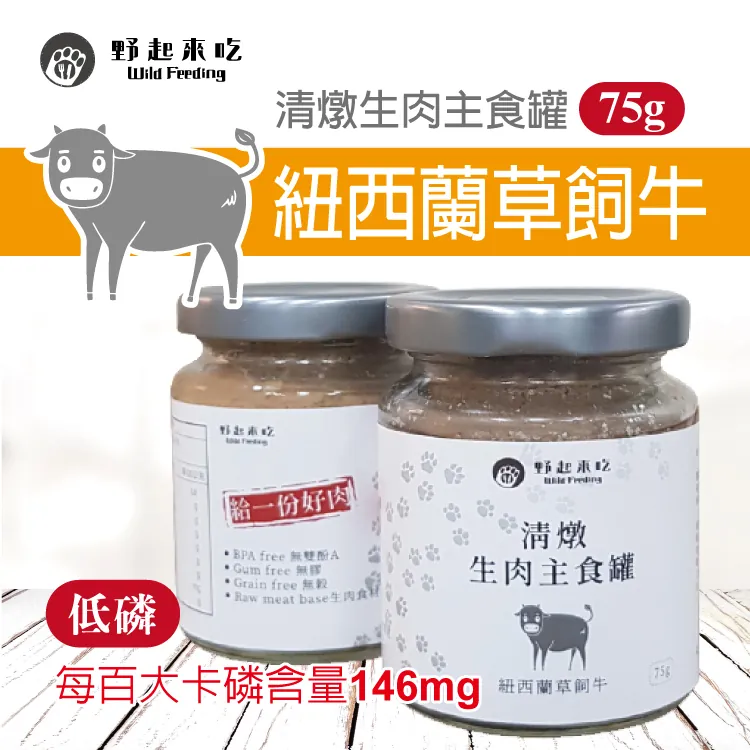 野起來吃
Wild Feeding
清燉生肉主食罐 75g
紐西蘭草飼牛
野起來吃
Wild Feeding
給一份好肉
• BPA free 無雙酚A
• Gum free 無膠
• Grain free 無穀
• Raw meat base生肉食材
野起來吃
Wild Feeding
清燉
生肉主食罐
紐西蘭草飼牛
75g
低磷
每百大卡磷含量146mg